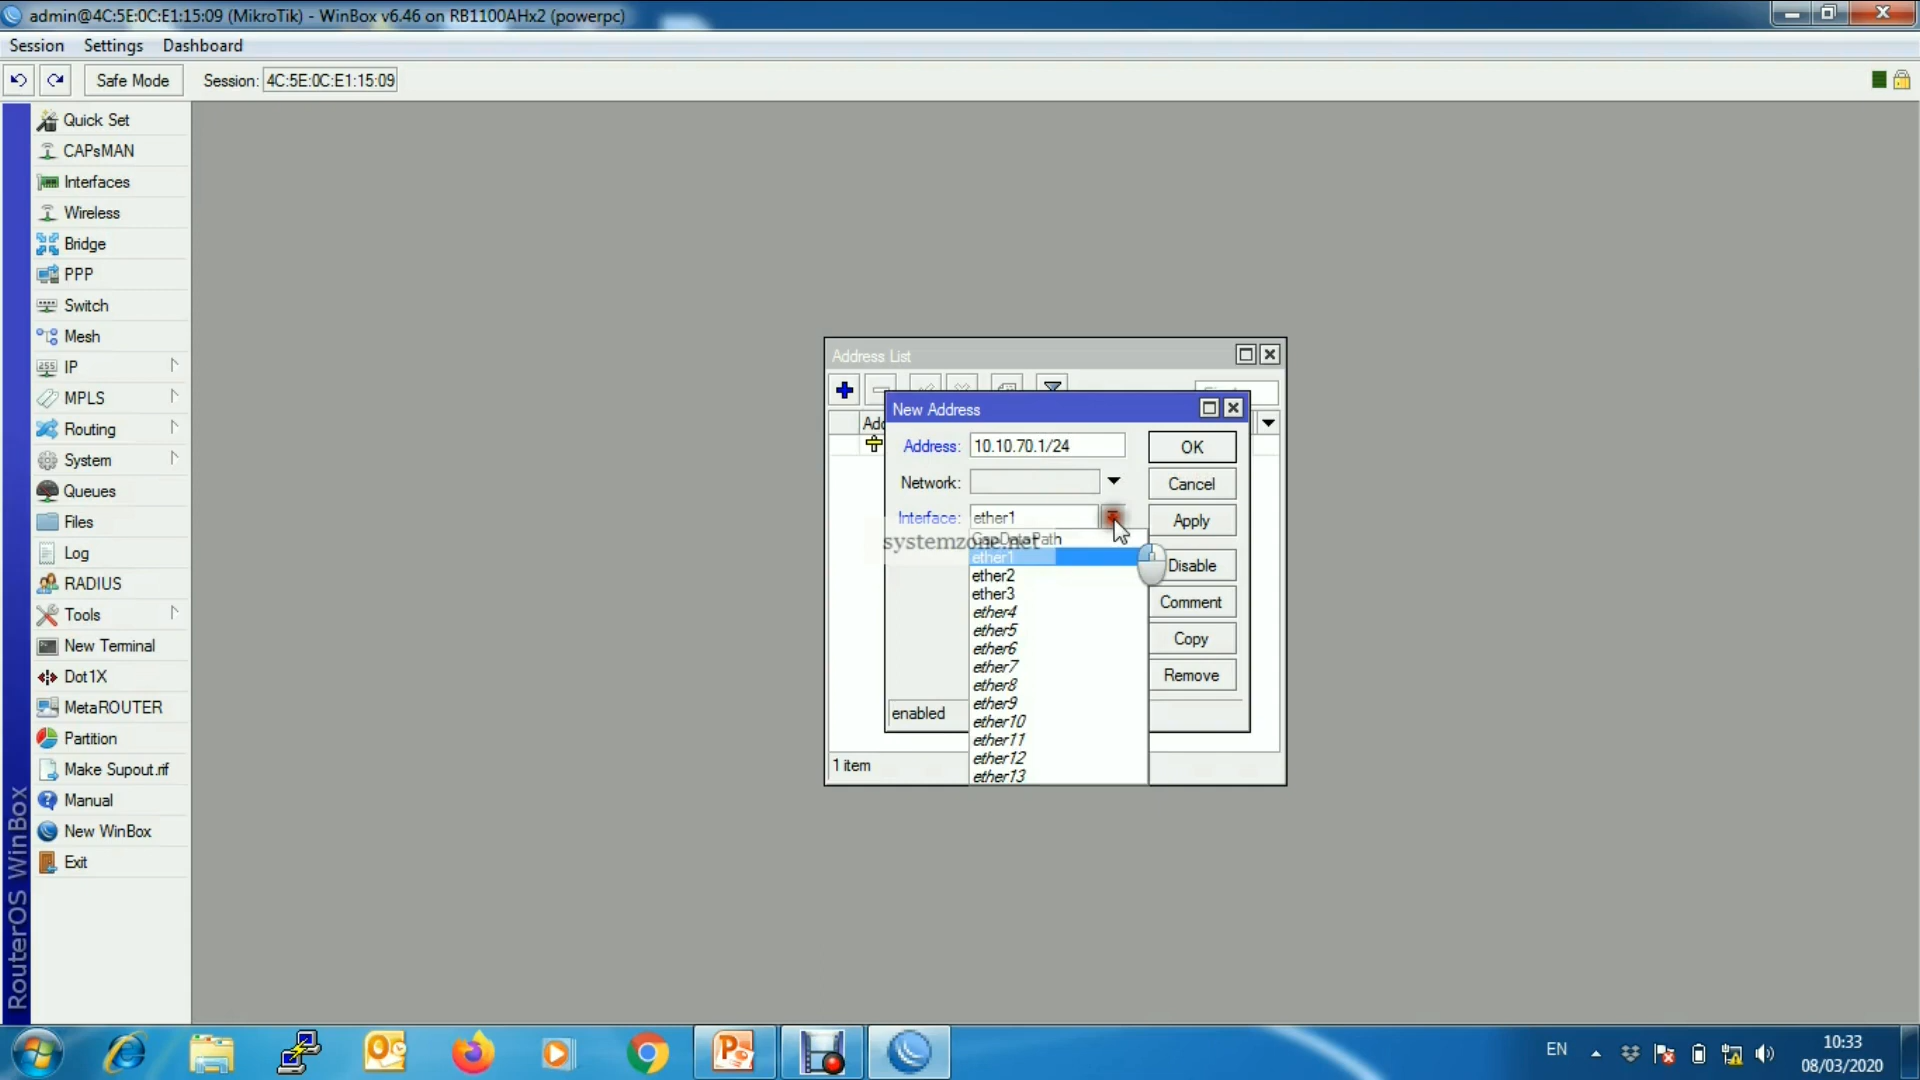 admin@4C:5E:0C:E1:15:09 (MikroTik) - WinBox v6.46 on RB1100AHx2 (powerpc)
Session Settings Dashboard
Safe Mode Session: 4C:5E:0C:E1:15:09
Quick Set
CAPsMAN
Interfaces
Wireless
Bridge
PPP
Switch
Mesh
IP
MPLS
Routing
System
Queues
Files
Log
RADIUS
Tools
New Terminal
Dot1X
MetaROUTER
Partition
Make Supout.rif
Manual
New WinBox
Exit
RouterOS WinBox
Address List
New Address
Address: 10.10.70.1/24 OK
Network: Cancel
Interface: ether1 Apply
CapDataPath
systemzone.net
ether1
ether2
ether3
ether4
ether5
ether6
ether7
ether8
ether9
ether10
ether11
ether12
ether13
Disable
Comment
Copy
Remove
enabled
1 item
EN
10:33
08/03/2020